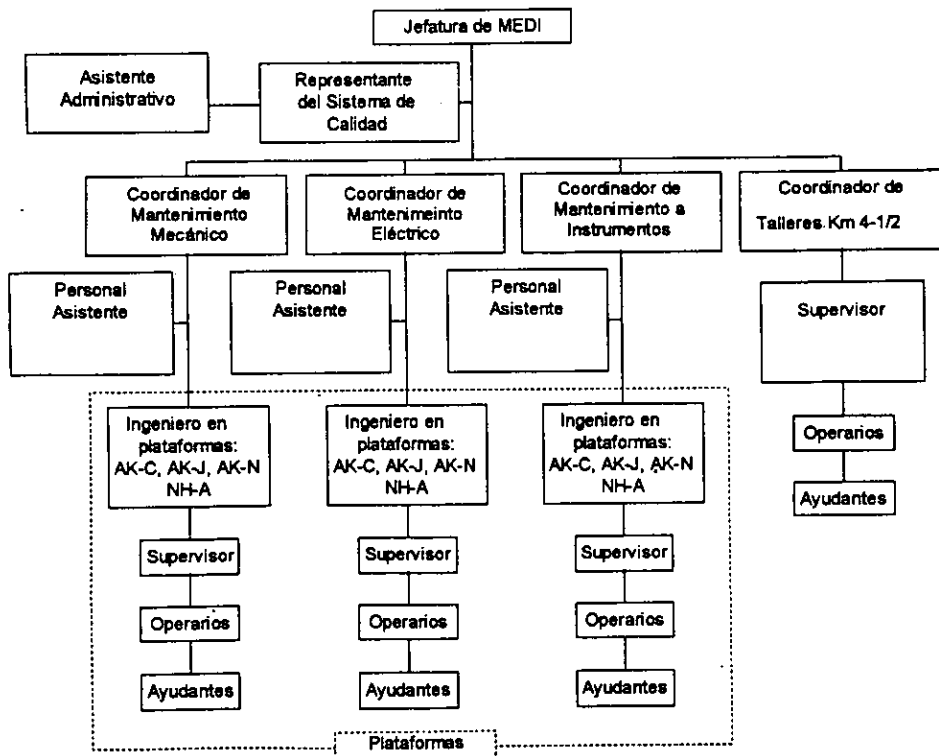 Jefatura de MEDI
Asistente
Administrativo
Representante
del Sistema de
Calidad
Coordinador de
Mantenimiento
Mecánico
Coordinador de
Mantenimeinto
Eléctrico
Coordinador de
Mantenimiento a
Instrumentos
Coordinador de
Talleres Km 4-1/2
Personal
Asistente
Personal
Asistente
Personal
Asistente
Supervisor
Ingeniero en
plataformas:
AK-C, AK-J, AK-N
NH-A
Ingeniero en
plataformas:
AK-C, AK-J, AK-N
NH-A
Ingeniero en
plataformas:
AK-C, AK-J, AK-N
NH-A
Operarios
Ayudantes
Supervisor
Supervisor
Supervisor
Operarios
Operarios
Operarios
Ayudantes
Ayudantes
Ayudantes
Plataformas